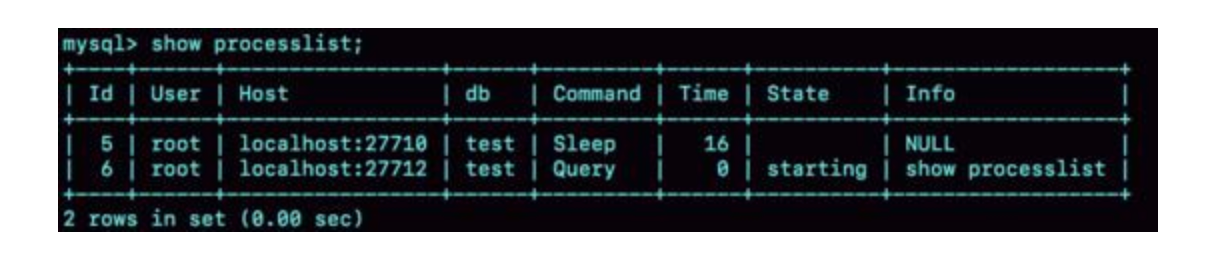 mysql> show processlist;
+----+------+-----------------+------+---------+------+----------+------------------+
| Id | User | Host            | db   | Command | Time | State    | Info             |
+----+------+-----------------+------+---------+------+----------+------------------+
|  5 | root | localhost:27710 | test | Sleep   |   16 |          | NULL             |
|  6 | root | localhost:27712 | test | Query   |    0 | starting | show processlist |
+----+------+-----------------+------+---------+------+----------+------------------+
2 rows in set (0.00 sec)